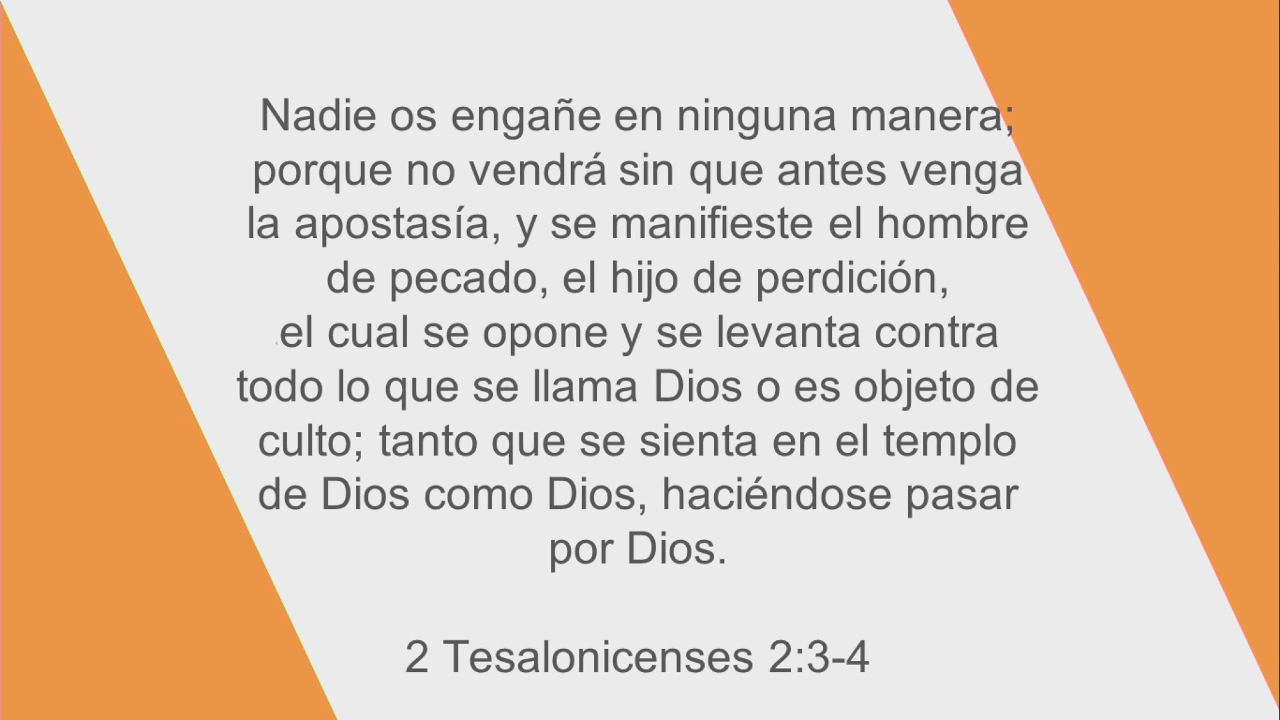 Nadie os engañe en ninguna manera;
porque no vendrá sin que antes venga
la apostasía, y se manifieste el hombre
de pecado, el hijo de perdición,
el cual se opone y se levanta contra
todo lo que se llama Dios o es objeto de
culto; tanto que se sienta en el templo
de Dios como Dios, haciéndose pasar
por Dios.
2 Tesalonicenses 2:3-4